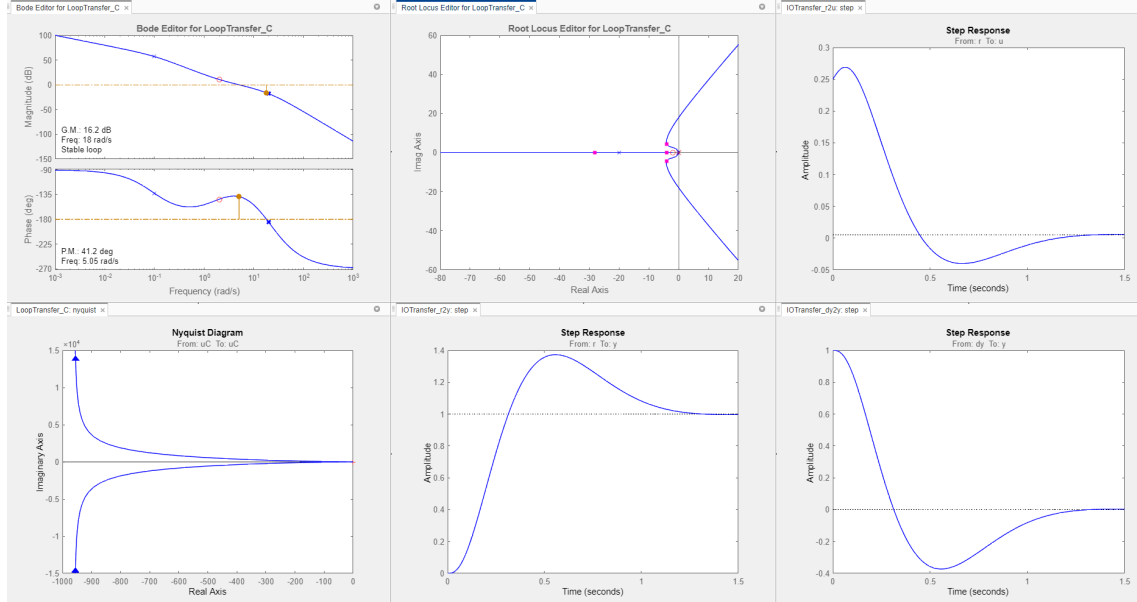 Bode Editor for LoopTransfer_C ×
Bode Editor for LoopTransfer_C
Magnitude (dB)
100
50
0
-50
-100
-150
G.M.: 16.2 dB
Freq: 18 rad/s
Stable loop
Phase (deg)
-90
-135
-180
-225
-270
P.M.: 41.2 deg
Freq: 5.05 rad/s
10^-3 10^-2 10^-1 10^0 10^1 10^2 10^3
Frequency (rad/s)
Root Locus Editor for LoopTransfer_C ×
Root Locus Editor for LoopTransfer_C
Imag Axis
60
40
20
0
-20
-40
-60
-80 -70 -60 -50 -40 -30 -20 -10 0 10 20
Real Axis
IOTransfer_r2u: step ×
Step Response
From: r To: u
Amplitude
0.3
0.25
0.2
0.15
0.1
0.05
0
-0.05
0 0.5 1 1.5
Time (seconds)
LoopTransfer_C: nyquist ×
Nyquist Diagram
From: uC To: uC
×10^4
Imaginary Axis
1.5
1
0.5
0
-0.5
-1
-1.5
-1000 -900 -800 -700 -600 -500 -400 -300 -200 -100 0
Real Axis
IOTransfer_r2y: step ×
Step Response
From: r To: y
Amplitude
1.4
1.2
1
0.8
0.6
0.4
0.2
0
0 0.5 1 1.5
Time (seconds)
IOTransfer_dy2y: step ×
Step Response
From: dy To: y
Amplitude
1
0.8
0.6
0.4
0.2
0
-0.2
-0.4
0 0.5 1 1.5
Time (seconds)